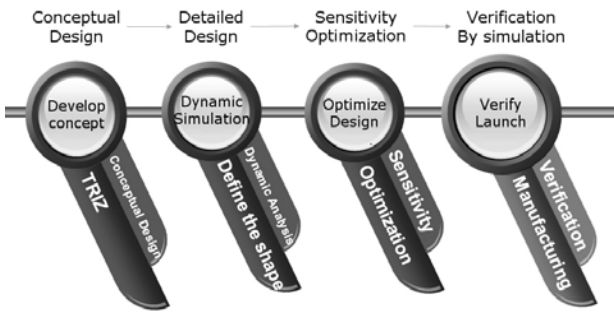 Conceptual
Design
Detailed
Design
Sensitivity
Optimization
Verification
By simulation
Develop
concept
Dynamic
Simulation
Optimize
Design
Verify
Launch
TRIZ
Conceptual Design
Define the shape
Dynamic Analysis
Optimization
Sensitivity
Manufacturing
Verification